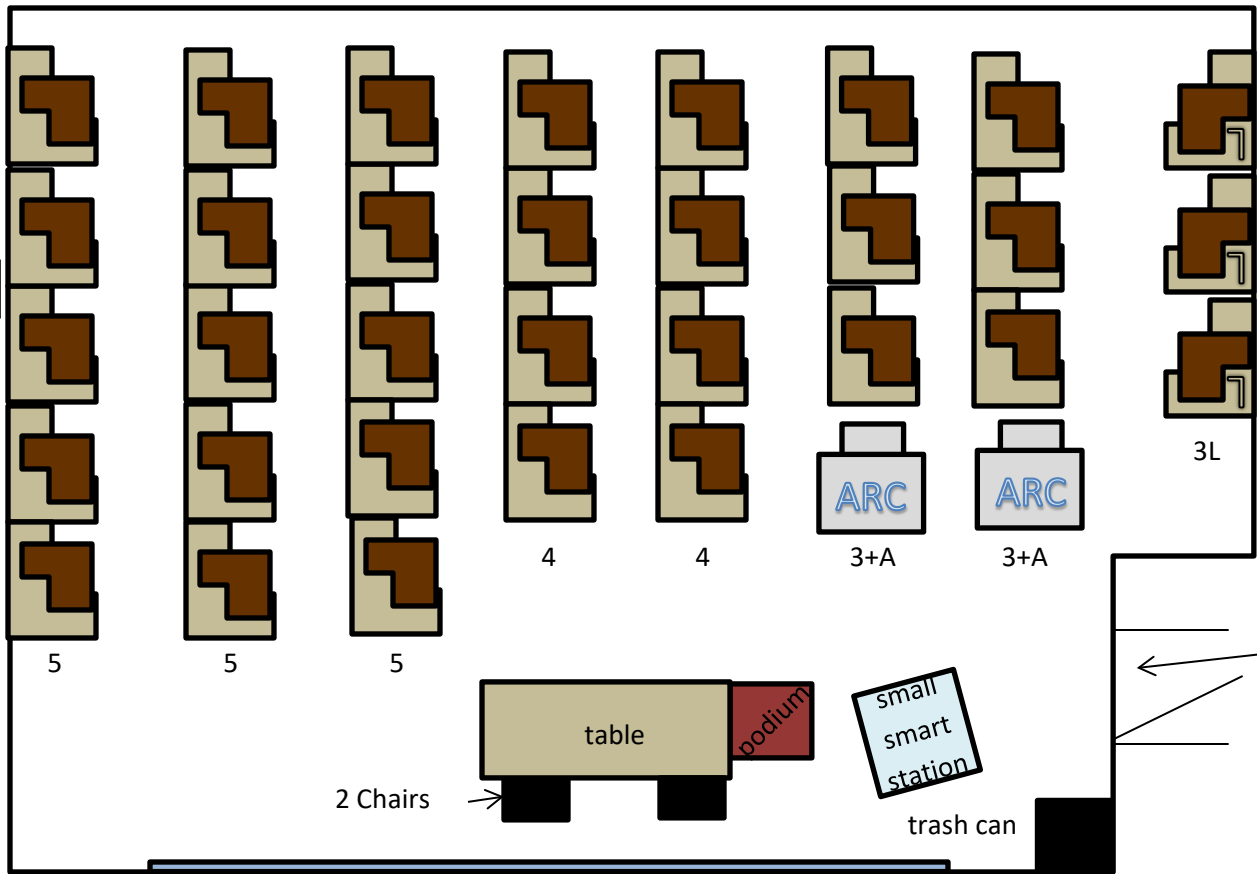 ARC
ARC
3L
4
4
3+A
3+A
5
5
5
table
podium
small
smart
station
2 Chairs
trash can